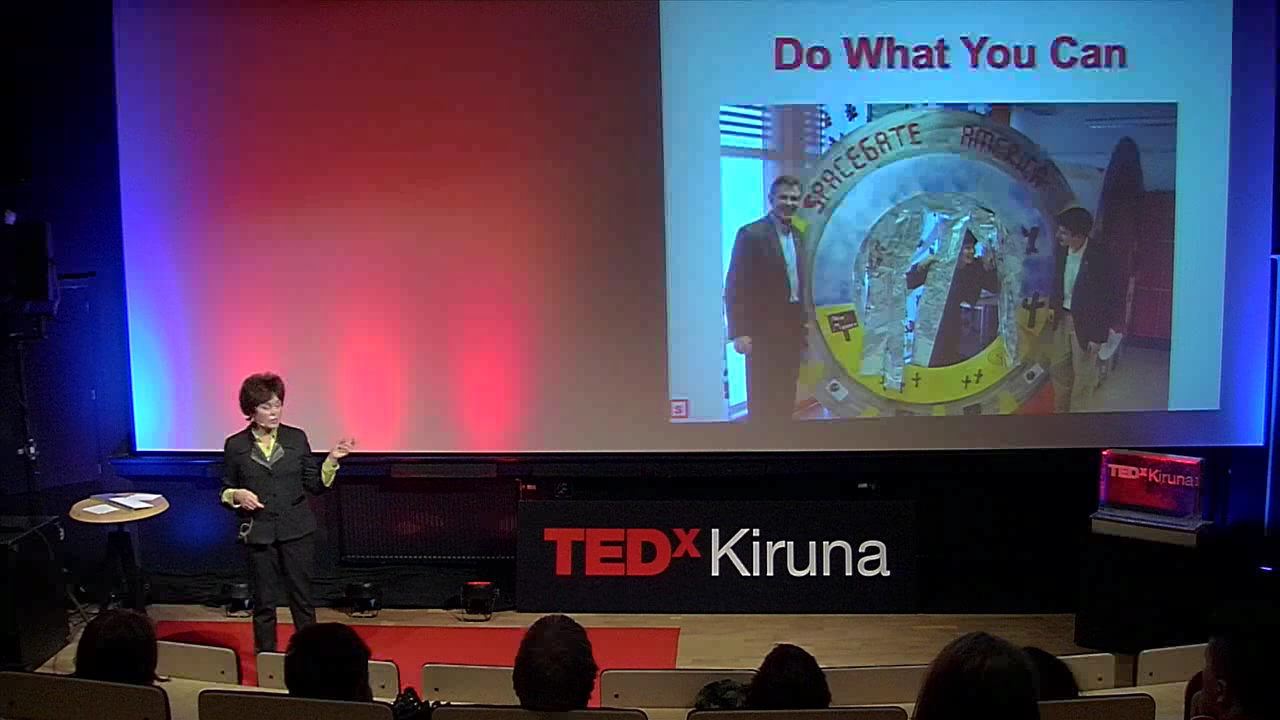 Do What You Can
SPACEGATE AMERICA
S
TEDxKiruna
TEDxKiruna